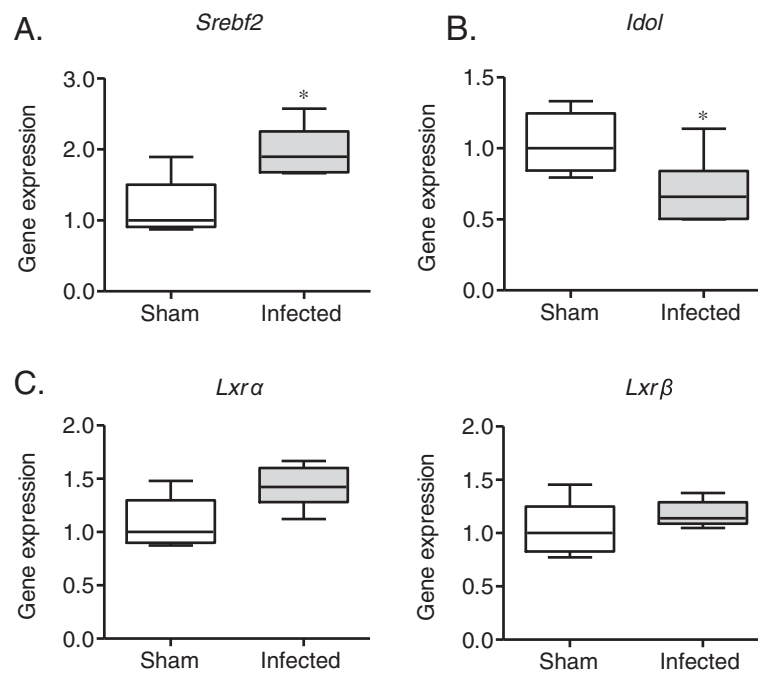 A.
Srebf2
Gene expression
3.0
2.0
1.0
0.0
*
Sham
Infected
B.
Idol
Gene expression
1.5
1.0
0.5
0.0
*
Sham
Infected
C.
Lxrα
Gene expression
2.0
1.5
1.0
0.5
0.0
Sham
Infected
Lxrβ
Gene expression
2.0
1.5
1.0
0.5
0.0
Sham
Infected